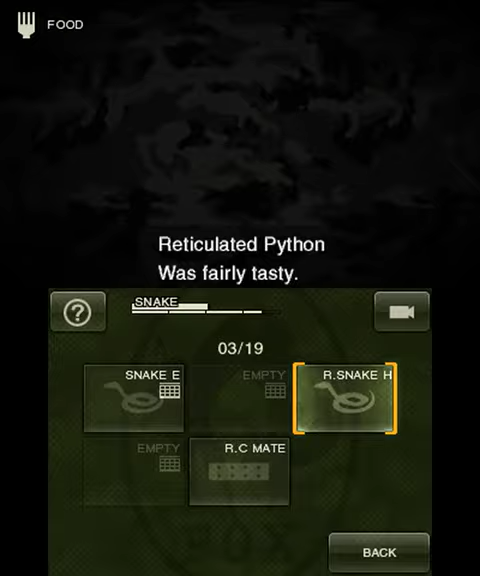 FOOD
Reticulated Python
Was fairly tasty.
SNAKE
03/19
SNAKE E
EMPTY
R.SNAKE H
EMPTY
R.C MATE
BACK